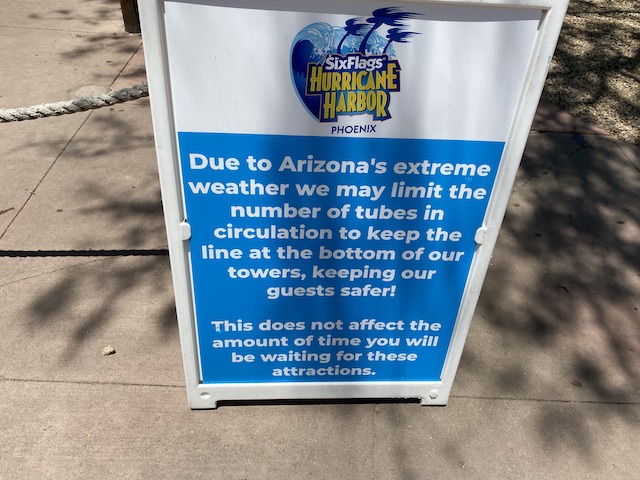 SixFlags
HURRICANE
HARBOR
PHOENIX
Due to Arizona's extreme
weather we may limit the
number of tubes in
circulation to keep the
line at the bottom of our
towers, keeping our
guests safer!
This does not affect the
amount of time you will
be waiting for these
attractions.